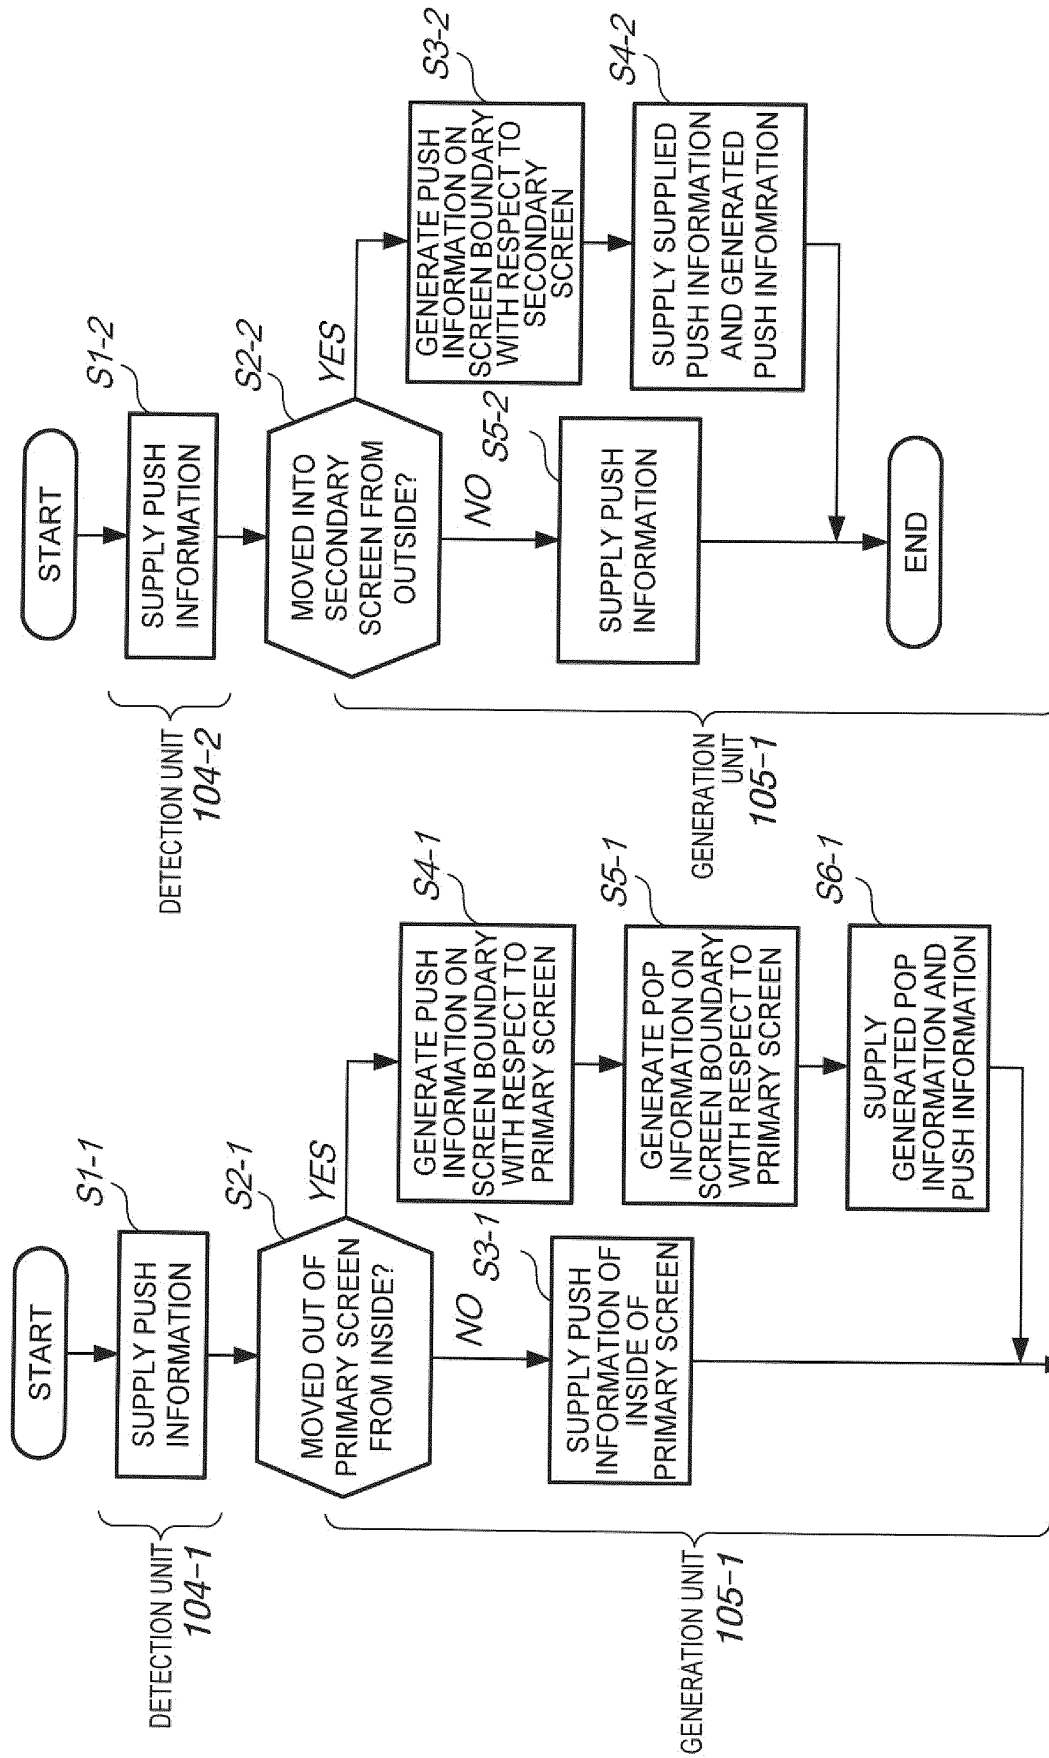 START
S1-1
SUPPLY PUSH
INFORMATION
DETECTION UNIT
104-1
S2-1
MOVED OUT OF
PRIMARY SCREEN
FROM INSIDE?
YES
NO
S3-1
SUPPLY PUSH
INFORMATION OF
INSIDE OF
PRIMARY SCREEN
S4-1
GENERATE PUSH
INFORMATION ON
SCREEN BOUNDARY
WITH RESPECT TO
PRIMARY SCREEN
S5-1
GENERATE POP
INFORMATION ON
SCREEN BOUNDARY
WITH RESPECT TO
PRIMARY SCREEN
S6-1
SUPPLY
GENERATED POP
INFORMATION AND
PUSH INFORMATION
GENERATION UNIT
105-1
START
S1-2
SUPPLY PUSH
INFORMATION
DETECTION UNIT
104-2
S2-2
MOVED INTO
SECONDARY
SCREEN FROM
OUTSIDE?
YES
NO
S5-2
SUPPLY PUSH
INFORMATION
S3-2
GENERATE PUSH
INFORMATION ON
SCREEN BOUNDARY
WITH RESPECT TO
SECONDARY
SCREEN
S4-2
SUPPLY SUPPLIED
PUSH INFORMATION
AND GENERATED
PUSH INFOMRATION
GENERATION
UNIT
105-1
END